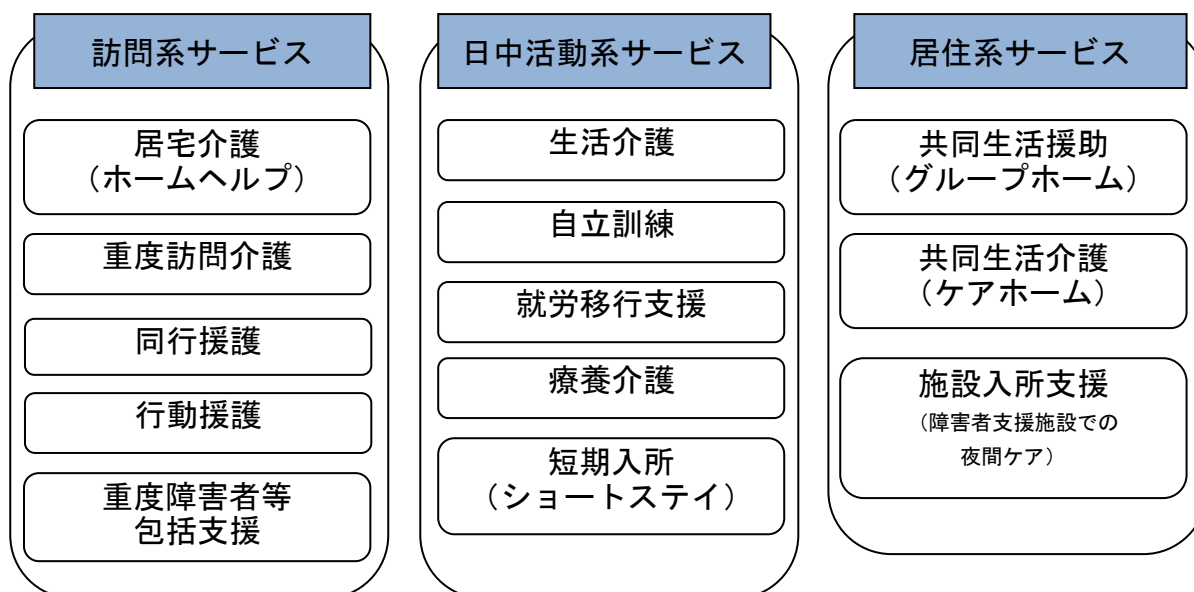 訪問系サービス
居宅介護
（ホームヘルプ）
重度訪問介護
同行援護
行動援護
重度障害者等
包括支援
日中活動系サービス
生活介護
自立訓練
就労移行支援
療養介護
短期入所
（ショートステイ）
居住系サービス
共同生活援助
（グループホーム）
共同生活介護
（ケアホーム）
施設入所支援
（障害者支援施設での
夜間ケア）